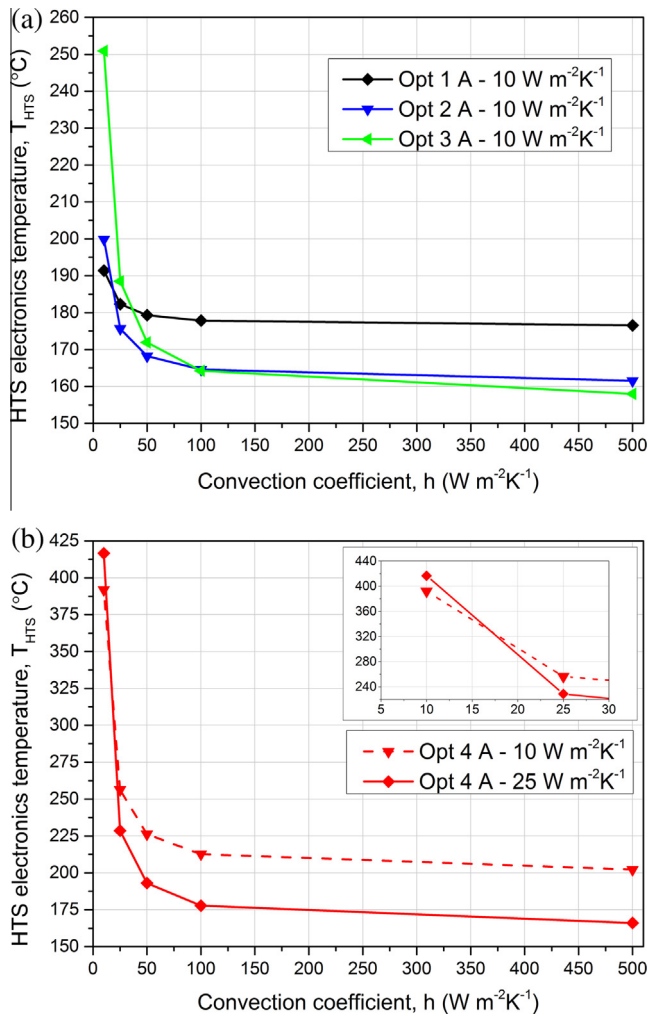 (a)
260
250
240
230
220
210
200
190
180
170
160
150
HTS electronics temperature, T_HTS (°C)
Opt 1 A - 10 W m⁻²K⁻¹
Opt 2 A - 10 W m⁻²K⁻¹
Opt 3 A - 10 W m⁻²K⁻¹
0 50 100 150 200 250 300 350 400 450 500
Convection coefficient, h (W m⁻²K⁻¹)
(b)
425
400
375
350
325
300
275
250
225
200
175
150
HTS electronics temperature, T_HTS (°C)
440
400
360
320
280
240
5 10 15 20 25 30
Opt 4 A - 10 W m⁻²K⁻¹
Opt 4 A - 25 W m⁻²K⁻¹
0 50 100 150 200 250 300 350 400 450 500
Convection coefficient, h (W m⁻²K⁻¹)